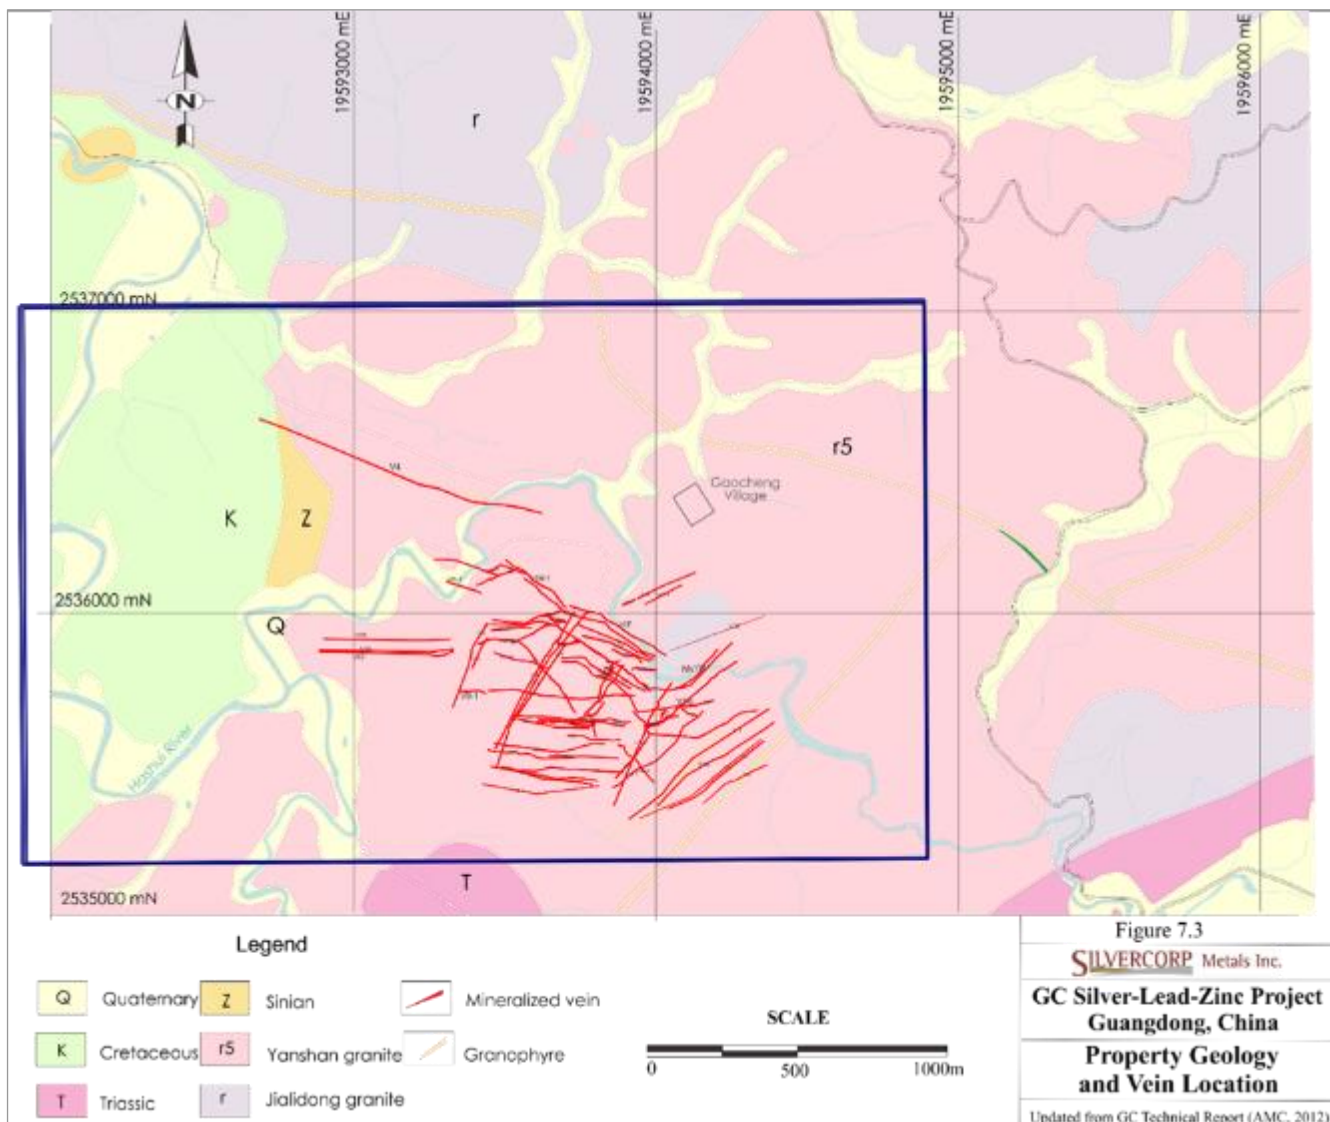 19593000 mE
19594000 mE
19595000 mE
19596000 mE
N
r
2537000 mN
r5
Gaocheng
Village
V4
K
Z
2536000 mN
Q
Hashui River
T
2535000 mN
Legend
Q Quaternary
Z Sinian
Mineralized vein
K Cretaceous
r5 Yanshan granite
Granophyre
T Triassic
r Jialidong granite
SCALE
0 500 1000m
Figure 7.3
SILVERCORP Metals Inc.
GC Silver-Lead-Zinc Project
Guangdong, China
Property Geology
and Vein Location
Updated from GC Technical Report (AMC, 2012)